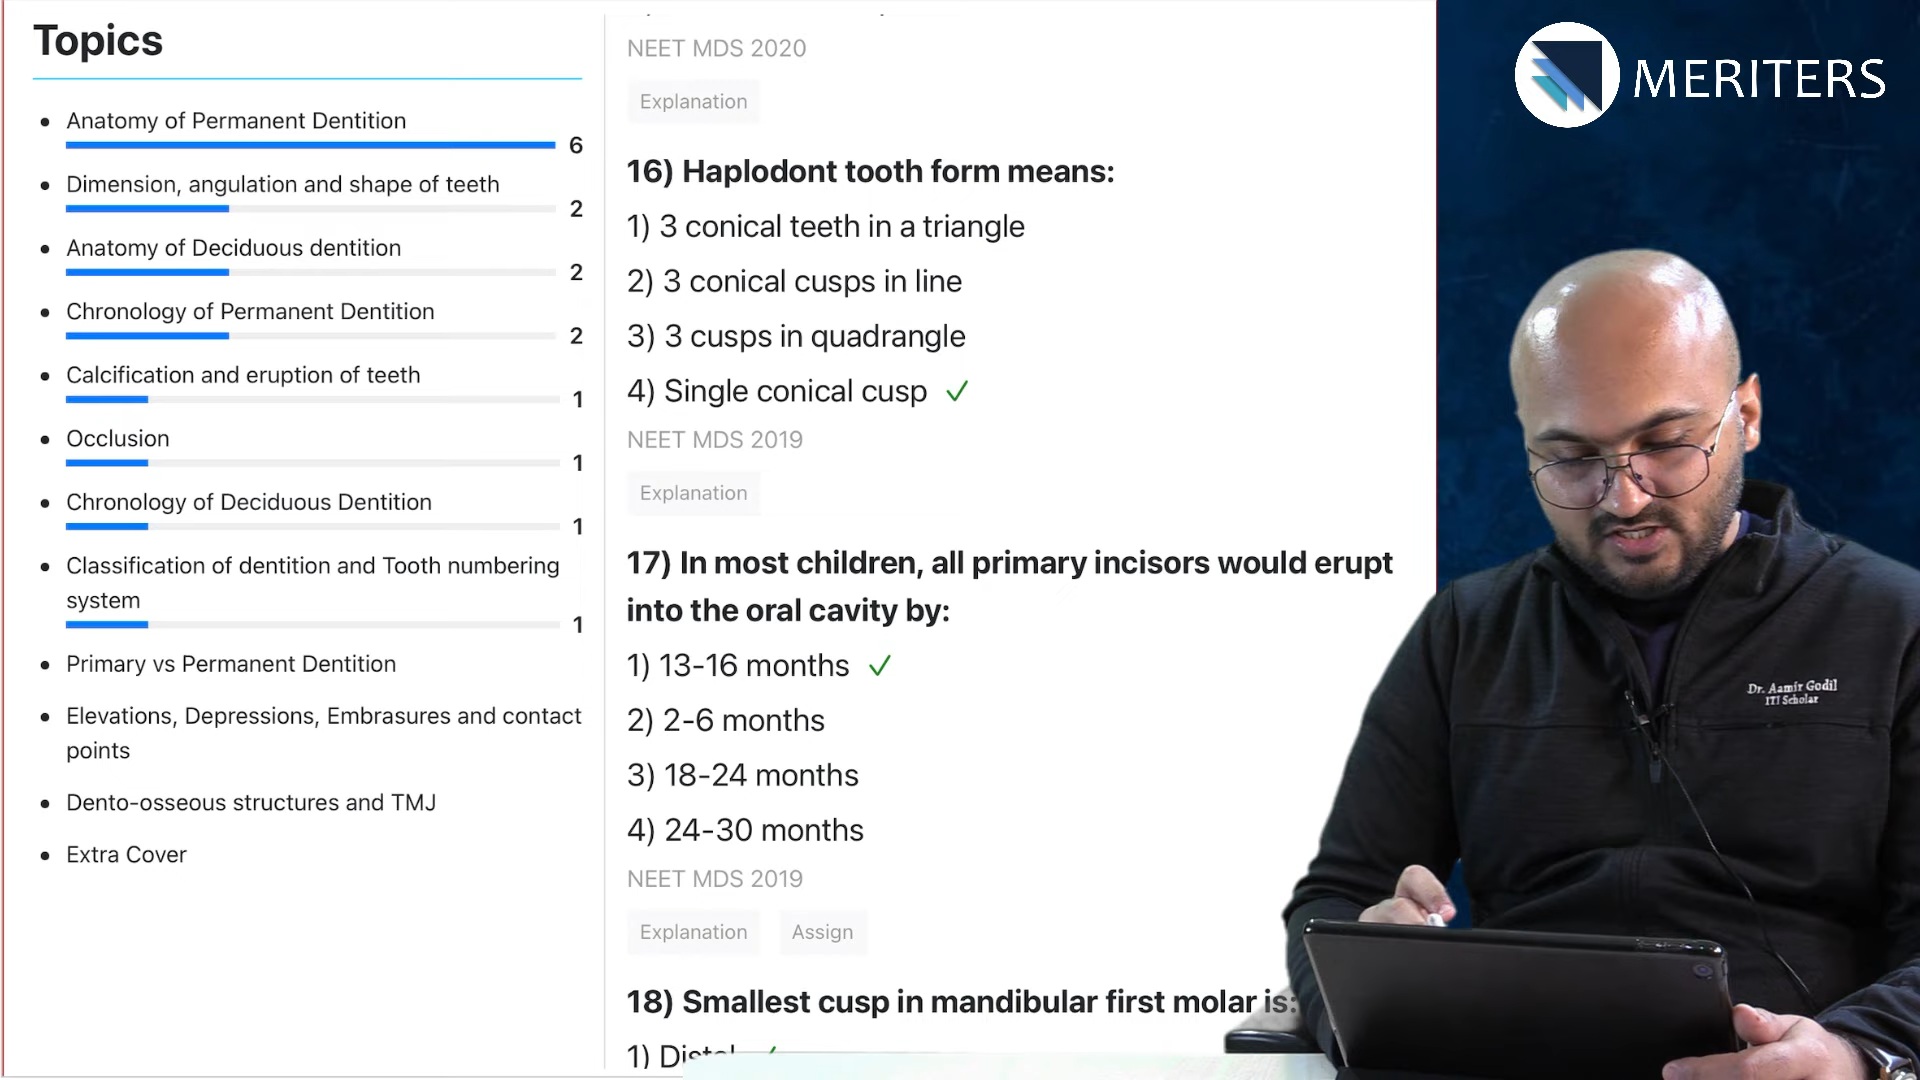 Topics
Anatomy of Permanent Dentition
6
Dimension, angulation and shape of teeth
2
Anatomy of Deciduous dentition
2
Chronology of Permanent Dentition
2
Calcification and eruption of teeth
1
Occlusion
1
Chronology of Deciduous Dentition
1
Classification of dentition and Tooth numbering
system
1
Primary vs Permanent Dentition
Elevations, Depressions, Embrasures and contact
points
Dento-osseous structures and TMJ
Extra Cover
NEET MDS 2020
Explanation
16) Haplodont tooth form means:
1) 3 conical teeth in a triangle
2) 3 conical cusps in line
3) 3 cusps in quadrangle
4) Single conical cusp ✓
NEET MDS 2019
Explanation
17) In most children, all primary incisors would erupt
into the oral cavity by:
1) 13-16 months ✓
2) 2-6 months
3) 18-24 months
4) 24-30 months
NEET MDS 2019
Explanation Assign
18) Smallest cusp in mandibular first molar is:
1) Distal
MERITERS
Dr. Aamir Godil
ITI Scholar